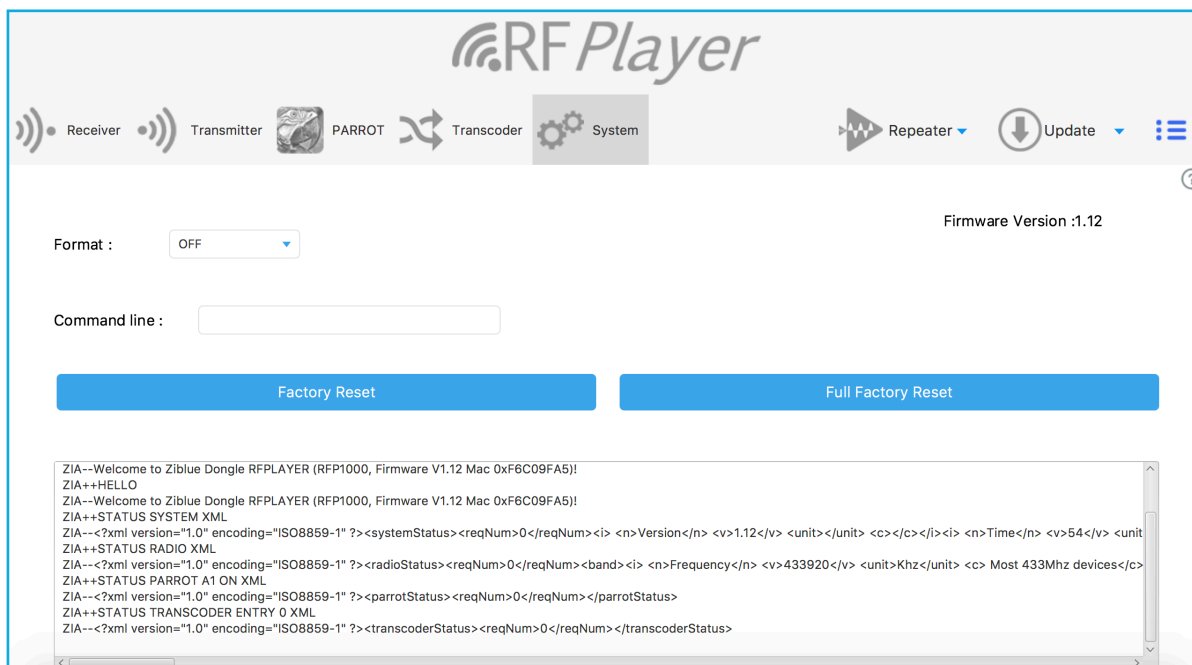 RFPlayer
Receiver Transmitter PARROT Transcoder System Repeater Update
?
Firmware Version :1.12
Format : OFF
Command line :
Factory Reset Full Factory Reset
ZIA--Welcome to Ziblue Dongle RFPLAYER (RFP1000, Firmware V1.12 Mac 0xF6C09FA5)!
ZIA++HELLO
ZIA--Welcome to Ziblue Dongle RFPLAYER (RFP1000, Firmware V1.12 Mac 0xF6C09FA5)!
ZIA++STATUS SYSTEM XML
ZIA--<?xml version="1.0" encoding="ISO8859-1" ?><systemStatus><reqNum>0</reqNum><i> <n>Version</n> <v>1.12</v> <unit></unit> <c></c></i><i> <n>Time</n> <v>54</v> <unit
ZIA++STATUS RADIO XML
ZIA--<?xml version="1.0" encoding="ISO8859-1" ?><radioStatus><reqNum>0</reqNum><band><i> <n>Frequency</n> <v>433920</v> <unit>Khz</unit> <c> Most 433Mhz devices</c>
ZIA++STATUS PARROT A1 ON XML
ZIA--<?xml version="1.0" encoding="ISO8859-1" ?><parrotStatus><reqNum>0</reqNum></parrotStatus>
ZIA++STATUS TRANSCODER ENTRY 0 XML
ZIA--<?xml version="1.0" encoding="ISO8859-1" ?><transcoderStatus><reqNum>0</reqNum></transcoderStatus>